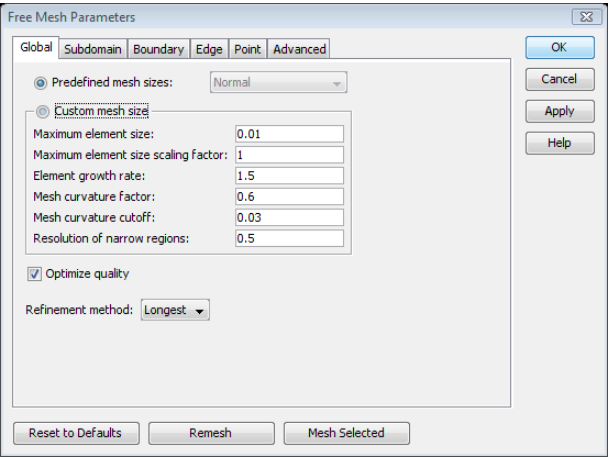 Free Mesh Parameters
Global Subdomain Boundary Edge Point Advanced
Predefined mesh sizes: Normal
Custom mesh size
Maximum element size: 0.01
Maximum element size scaling factor: 1
Element growth rate: 1.5
Mesh curvature factor: 0.6
Mesh curvature cutoff: 0.03
Resolution of narrow regions: 0.5
Optimize quality
Refinement method: Longest
OK
Cancel
Apply
Help
Reset to Defaults Remesh Mesh Selected